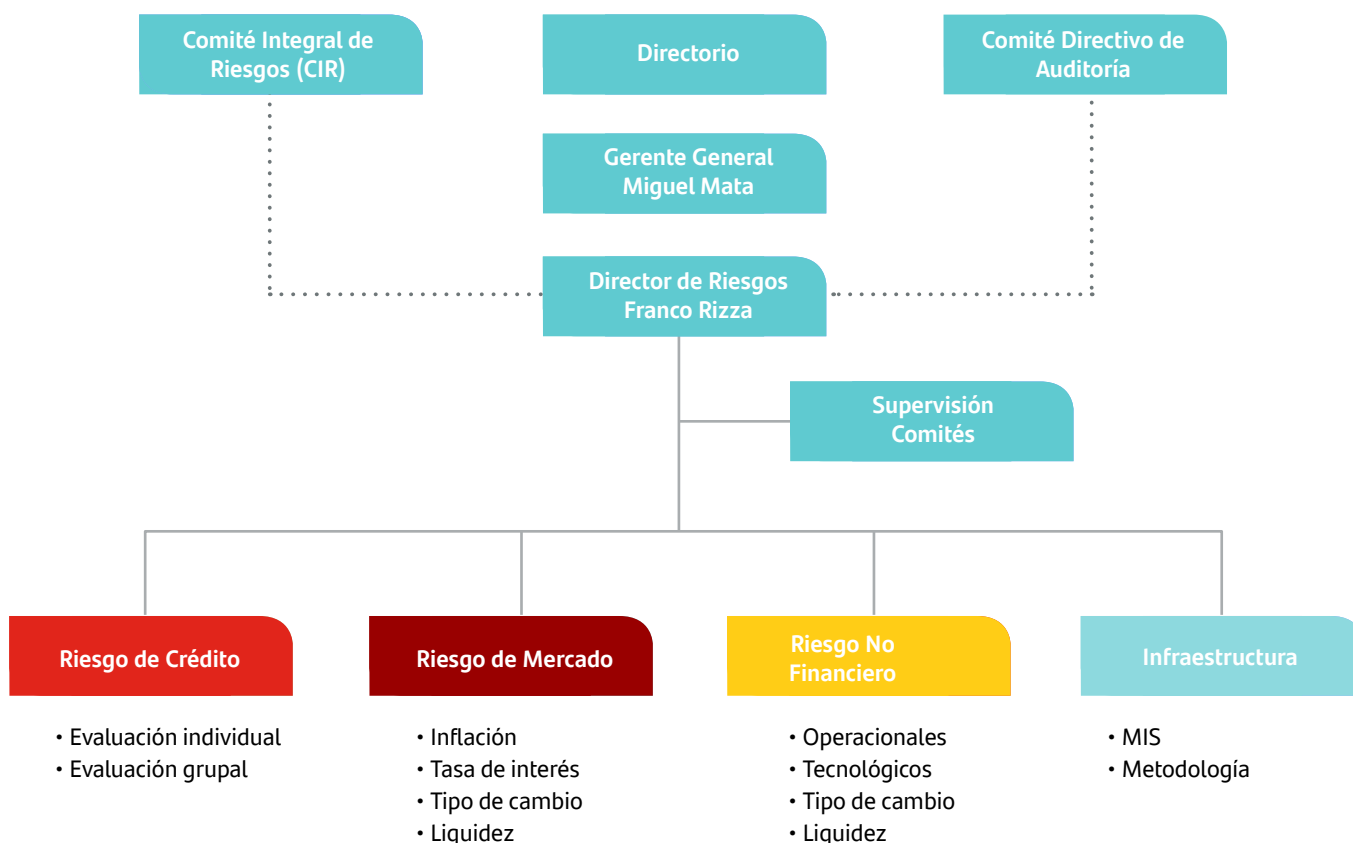 Comité Integral de
Riesgos (CIR)
Directorio
Comité Directivo de
Auditoría
Gerente General
Miguel Mata
Director de Riesgos
Franco Rizza
Supervisión
Comités
Riesgo de Crédito
Riesgo de Mercado
Riesgo No
Financiero
Infraestructura
• Evaluación individual
• Evaluación grupal
• Inflación
• Tasa de interés
• Tipo de cambio
• Liquidez
• Operacionales
• Tecnológicos
• Tipo de cambio
• Liquidez
• MIS
• Metodología